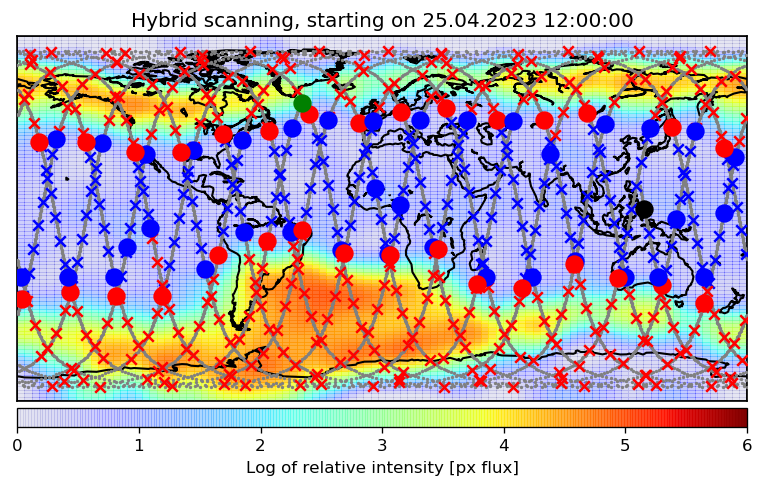 Hybrid scanning, starting on 25.04.2023 12:00:00
0 1 2 3 4 5 6
Log of relative intensity [px flux]